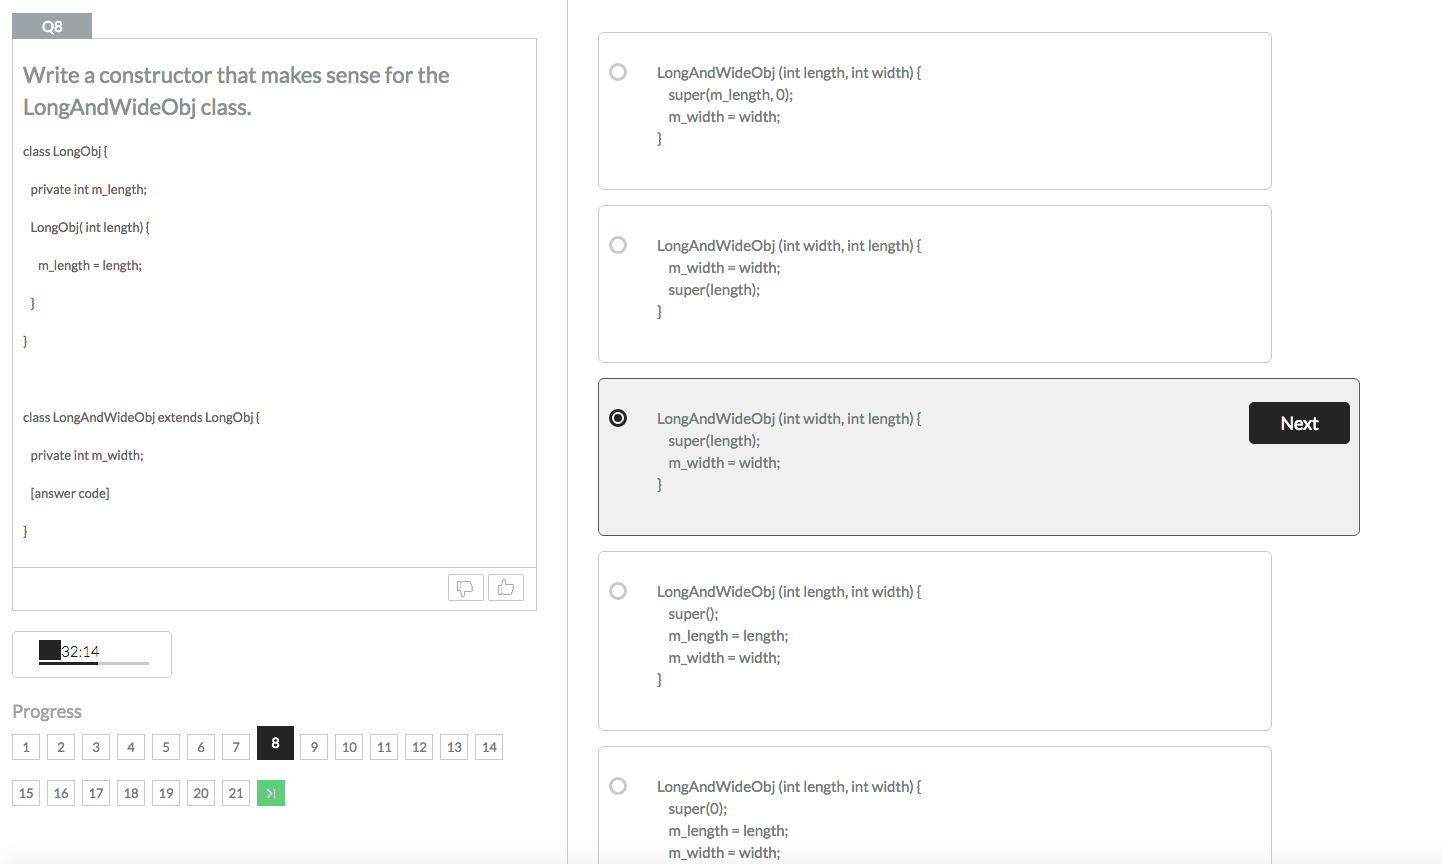 Q8
Write a constructor that makes sense for the
LongAndWideObj class.
class LongObj {
private int m_length;
LongObj( int length) {
m_length = length;
}
}
class LongAndWideObj extends LongObj {
private int m_width;
[answer code]
}
32:14
Progress
1 2 3 4 5 6 7 8 9 10 11 12 13 14
15 16 17 18 19 20 21
LongAndWideObj (int length, int width) {
super(m_length, 0);
m_width = width;
}
LongAndWideObj (int width, int length) {
m_width = width;
super(length);
}
LongAndWideObj (int width, int length) {
super(length);
m_width = width;
}
Next
LongAndWideObj (int length, int width) {
super();
m_length = length;
m_width = width;
}
LongAndWideObj (int length, int width) {
super(0);
m_length = length;
m_width = width;